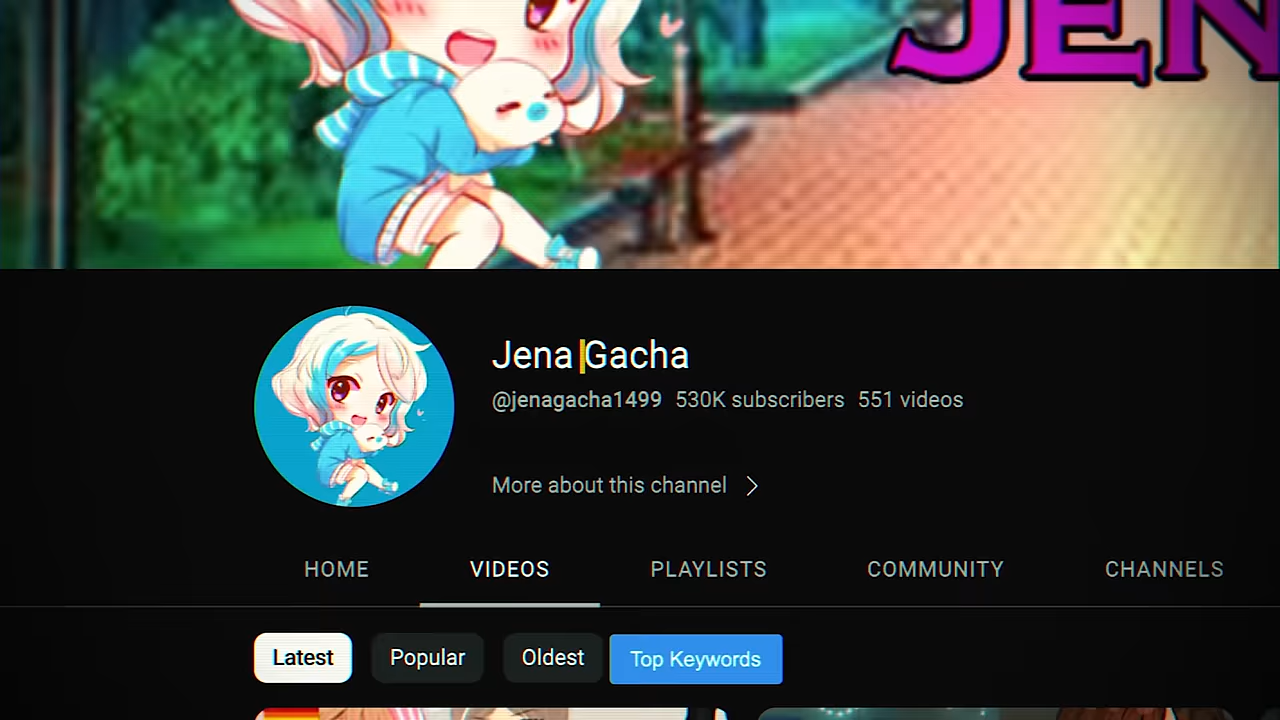 JEN
Jena Gacha
@jenagacha1499 530K subscribers 551 videos
More about this channel
HOME VIDEOS PLAYLISTS COMMUNITY CHANNELS
Latest Popular Oldest Top Keywords